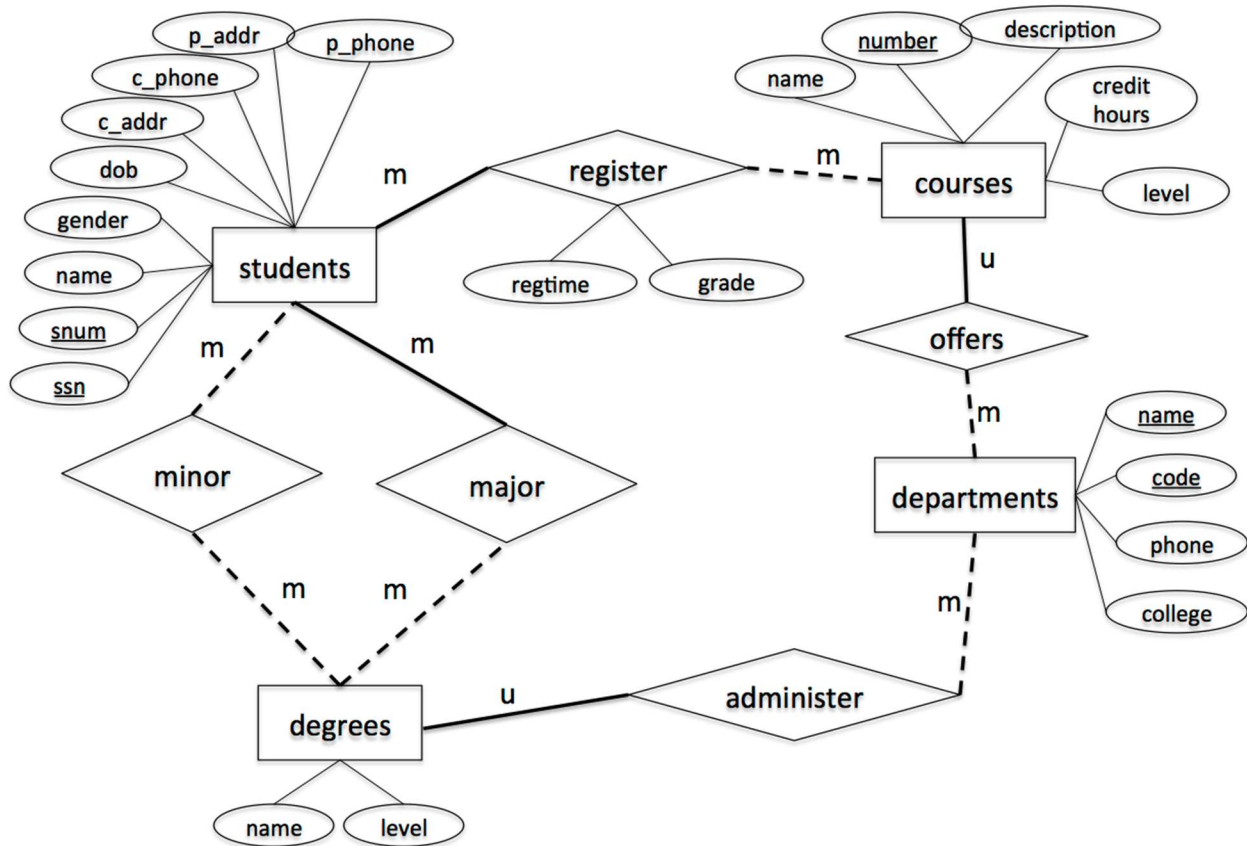 p_addr
p_phone
c_phone
c_addr
dob
gender
name
snum
ssn
students
m
register
m
regtime
grade
number
description
name
credit
hours
level
courses
u
offers
m
name
code
phone
college
departments
m
m
minor
major
m
m
m
administer
u
degrees
name
level